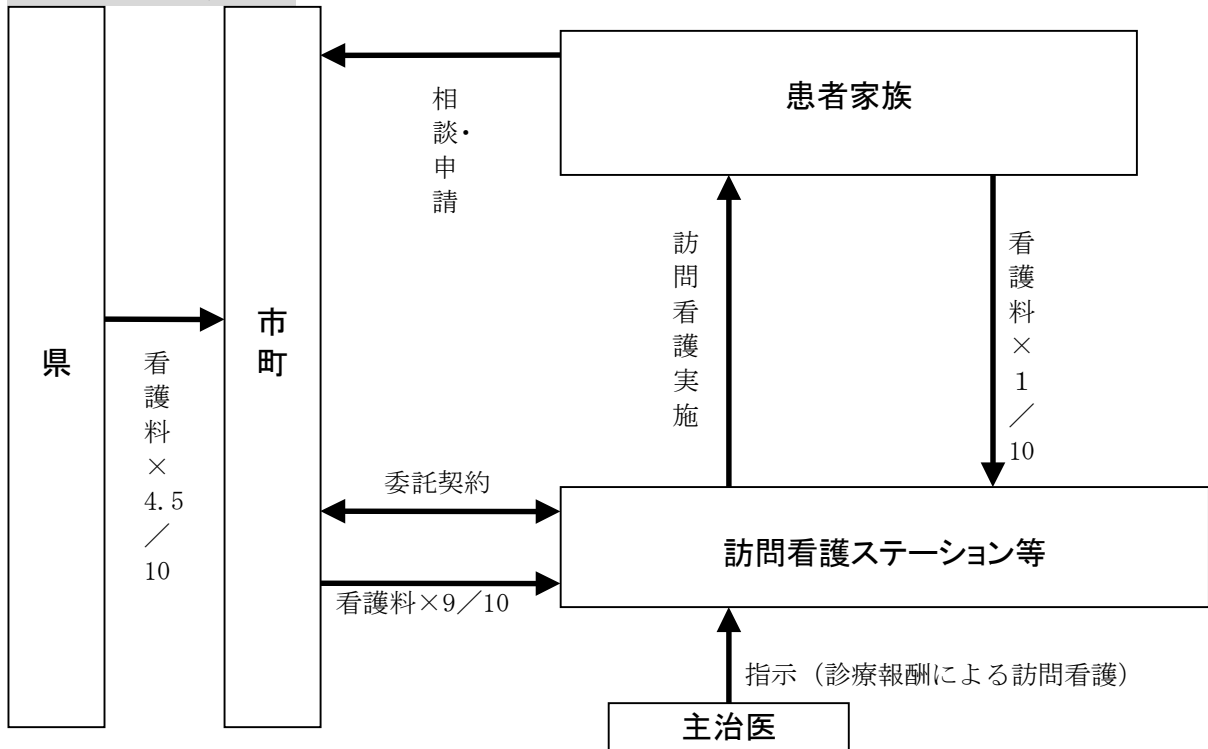 患者家族
相談・申請
訪問看護実施
看護料×1／10
県
看護料×4.5／10
市町
委託契約
看護料×9／10
訪問看護ステーション等
指示（診療報酬による訪問看護）
主治医